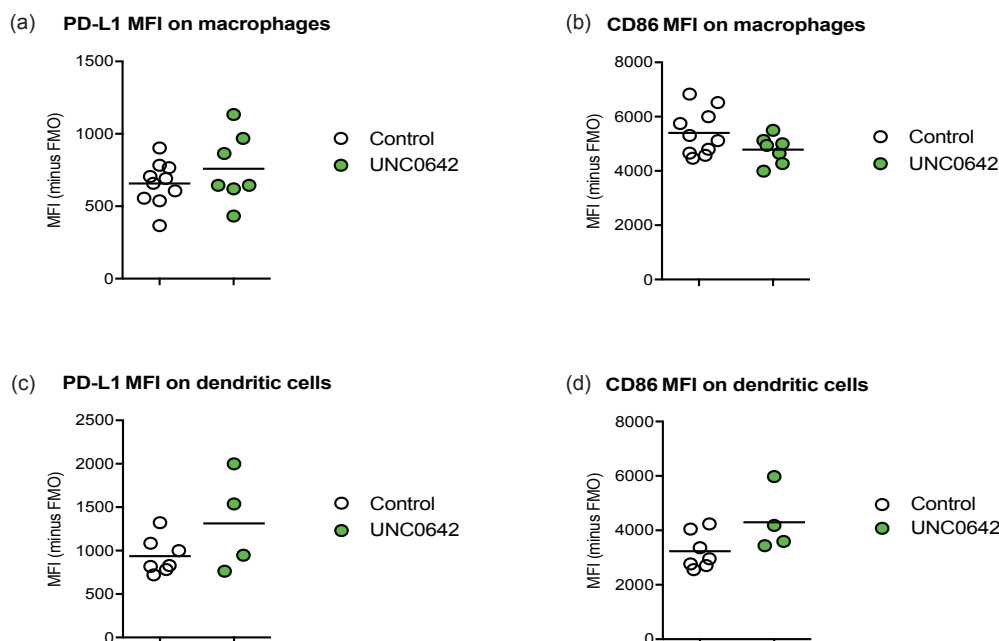 (a) PD-L1 MFI on macrophages
1500
1000
500
0
MFI (minus FMO)
Control
UNC0642
(b) CD86 MFI on macrophages
8000
6000
4000
2000
0
MFI (minus FMO)
Control
UNC0642
(c) PD-L1 MFI on dendritic cells
2500
2000
1500
1000
500
0
MFI (minus FMO)
Control
UNC0642
(d) CD86 MFI on dendritic cells
8000
6000
4000
2000
0
MFI (minus FMO)
Control
UNC0642